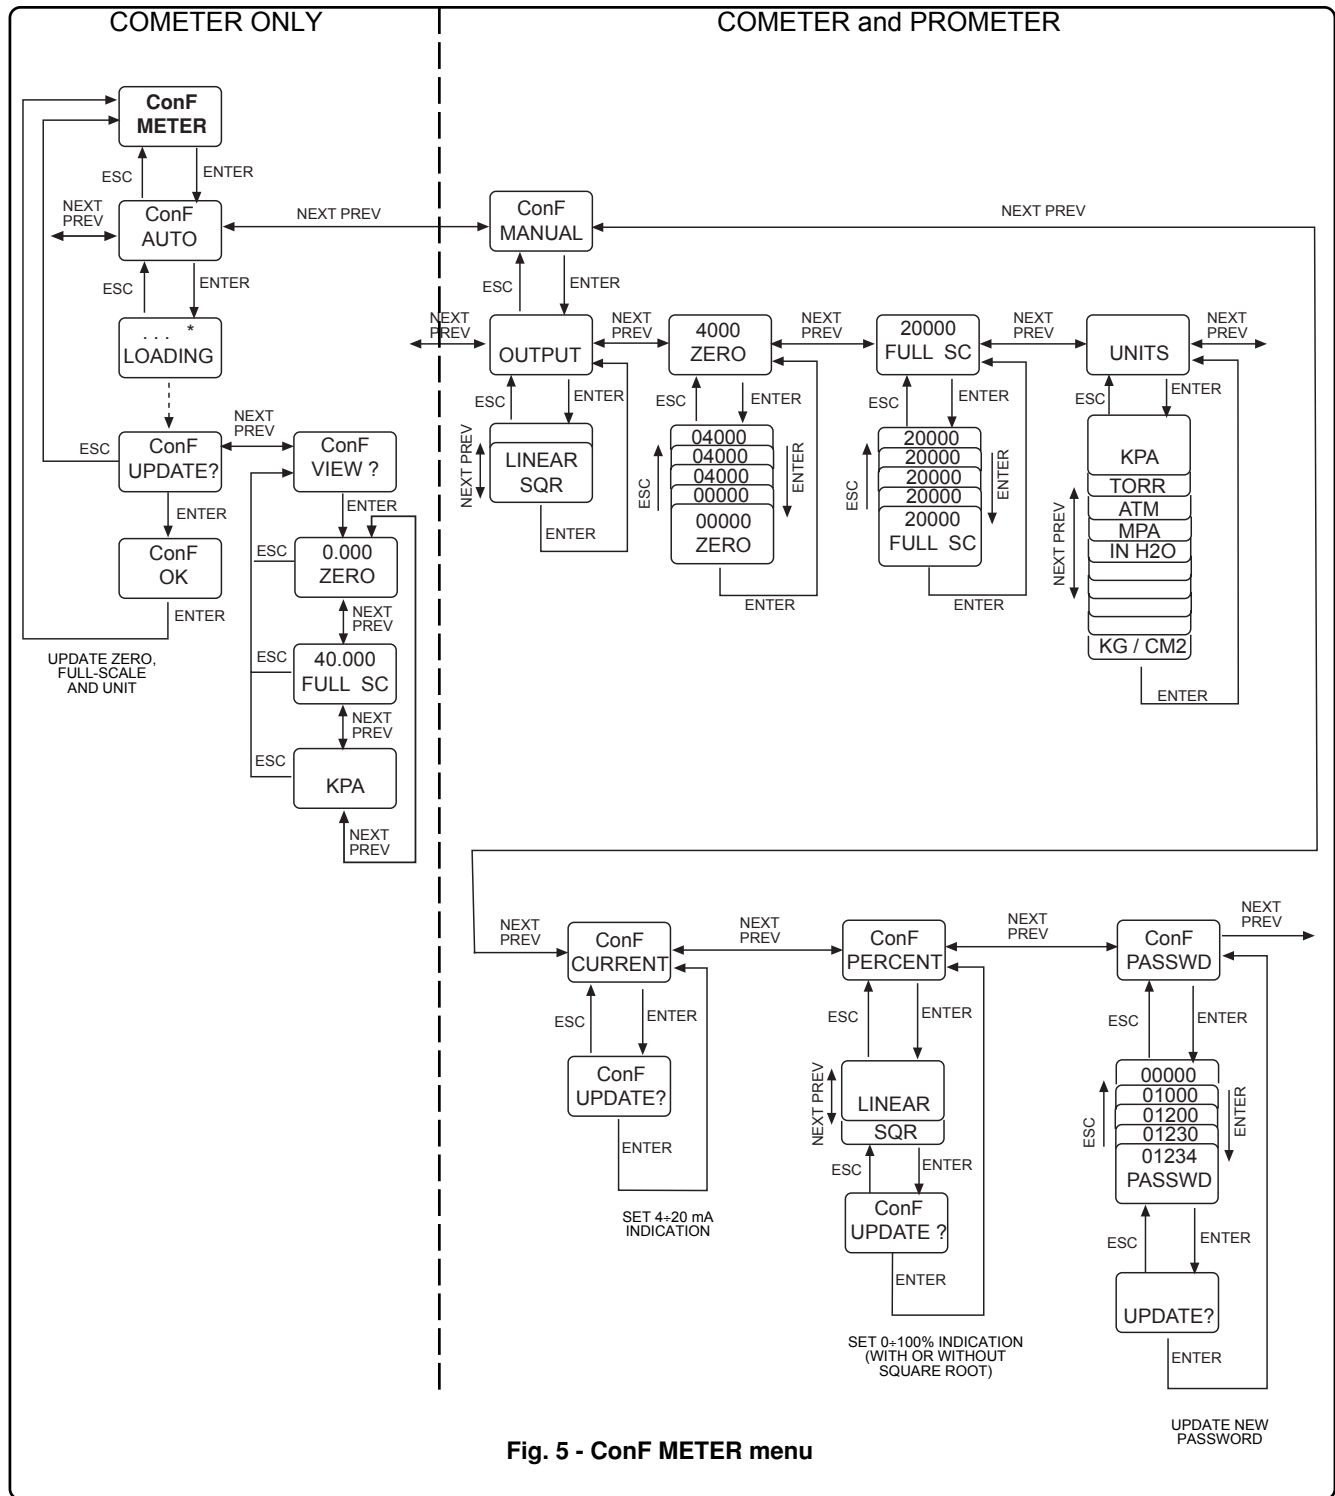 COMETER ONLY
COMETER and PROMETER
ConF
METER
ESC
ENTER
NEXT
PREV
ConF
AUTO
NEXT PREV
ConF
MANUAL
NEXT PREV
ESC
ENTER
ESC
ENTER
... *
LOADING
NEXT
PREV
OUTPUT
NEXT
PREV
4000
ZERO
NEXT
PREV
20000
FULL SC
NEXT
PREV
UNITS
NEXT
PREV
ESC
ENTER
ESC
ENTER
ESC
ENTER
ESC
ENTER
NEXT PREV
LINEAR
SQR
ENTER
ESC
04000
04000
04000
00000
00000
ZERO
ENTER
ENTER
ESC
20000
20000
20000
20000
20000
FULL SC
ENTER
ENTER
NEXT PREV
KPA
TORR
ATM
MPA
IN H2O
KG / CM2
ENTER
ESC
ConF
UPDATE?
NEXT
PREV
ConF
VIEW ?
ENTER
ENTER
ConF
OK
ENTER
UPDATE ZERO,
FULL-SCALE
AND UNIT
ESC
0.000
ZERO
NEXT
PREV
ESC
40.000
FULL SC
NEXT
PREV
ESC
KPA
NEXT
PREV
NEXT
PREV
ConF
CURRENT
NEXT
PREV
ConF
PERCENT
NEXT
PREV
ConF
PASSWD
NEXT
PREV
ESC
ENTER
ESC
ENTER
ESC
ENTER
ConF
UPDATE?
ENTER
SET 4÷20 mA
INDICATION
NEXT PREV
LINEAR
SQR
ESC
ENTER
ConF
UPDATE ?
ENTER
SET 0÷100% INDICATION
(WITH OR WITHOUT
SQUARE ROOT)
ESC
00000
01000
01200
01230
01234
PASSWD
ENTER
ESC
ENTER
UPDATE?
ENTER
UPDATE NEW
PASSWORD
Fig. 5 - ConF METER menu